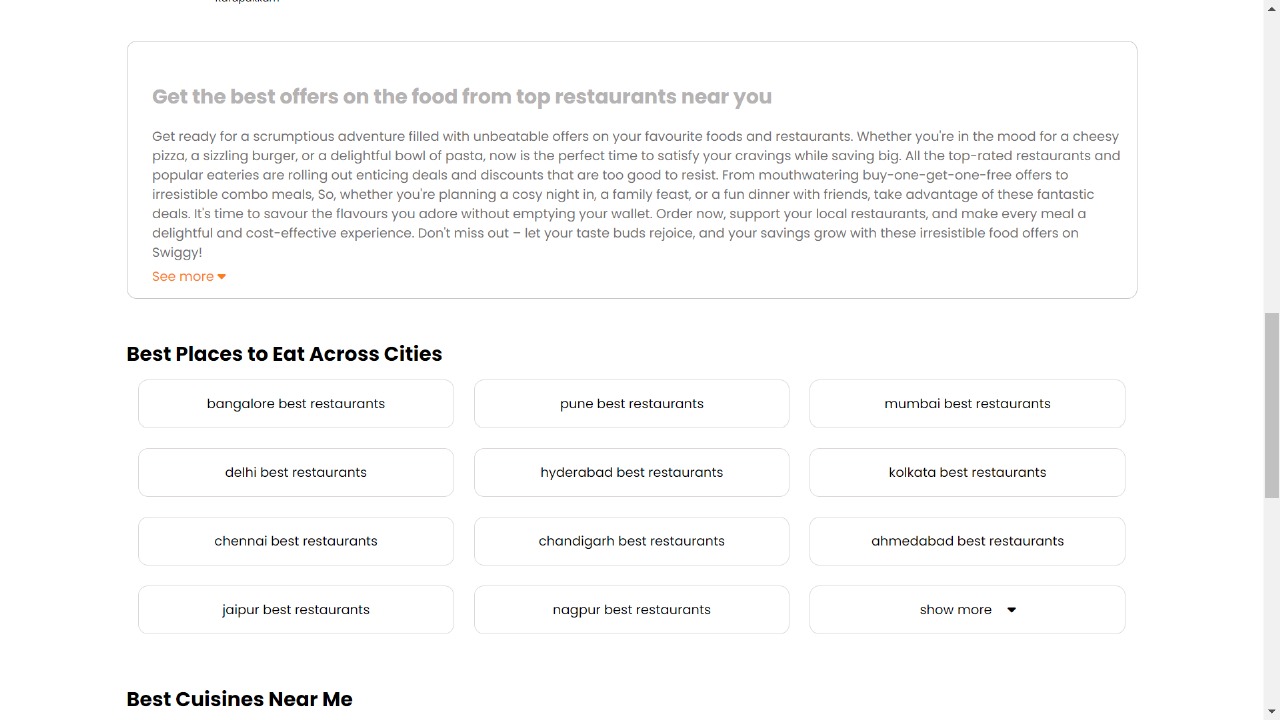 Get the best offers on the food from top restaurants near you
Get ready for a scrumptious adventure filled with unbeatable offers on your favourite foods and restaurants. Whether you're in the mood for a cheesy
pizza, a sizzling burger, or a delightful bowl of pasta, now is the perfect time to satisfy your cravings while saving big. All the top-rated restaurants and
popular eateries are rolling out enticing deals and discounts that are too good to resist. From mouthwatering buy-one-get-one-free offers to
irresistible combo meals, So, whether you're planning a cosy night in, a family feast, or a fun dinner with friends, take advantage of these fantastic
deals. It's time to savour the flavours you adore without emptying your wallet. Order now, support your local restaurants, and make every meal a
delightful and cost-effective experience. Don't miss out – let your taste buds rejoice, and your savings grow with these irresistible food offers on
Swiggy!
See more
Best Places to Eat Across Cities
bangalore best restaurants
pune best restaurants
mumbai best restaurants
delhi best restaurants
hyderabad best restaurants
kolkata best restaurants
chennai best restaurants
chandigarh best restaurants
ahmedabad best restaurants
jaipur best restaurants
nagpur best restaurants
show more
Best Cuisines Near Me